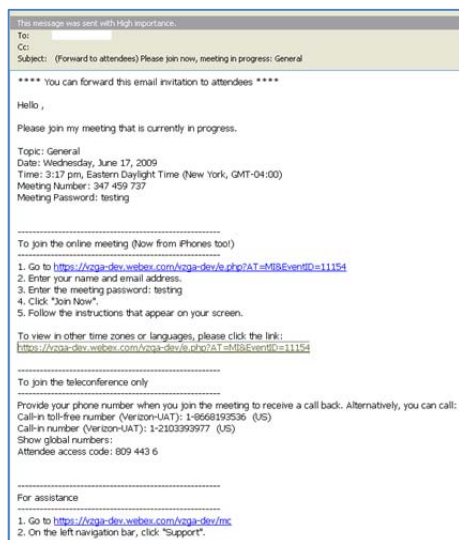 This message was sent with High importance.
To:
Cc:
Subject: (Forward to attendees) Please join now, meeting in progress: General
**** You can forward this email invitation to attendees ****
Hello ,
Please join my meeting that is currently in progress.
Topic: General
Date: Wednesday, June 17, 2009
Time: 3:17 pm, Eastern Daylight Time (New York, GMT-04:00)
Meeting Number: 347 459 737
Meeting Password: testing
-------------------------------------------------------
To join the online meeting (Now from iPhones too!)
-------------------------------------------------------
1. Go to https://vzga-dev.webex.com/vzga-dev/e.php?AT=MI&EventID=11154
2. Enter your name and email address.
3. Enter the meeting password: testing
4. Click "Join Now".
5. Follow the instructions that appear on your screen.
To view in other time zones or languages, please click the link:
https://vzga-dev.webex.com/vzga-dev/e.php?AT=MI&EventID=11154
-------------------------------------------------------
To join the teleconference only
-------------------------------------------------------
Provide your phone number when you join the meeting to receive a call back. Alternatively, you can call:
Call-in toll-free number (Verizon-UAT): 1-8668193536 (US)
Call-in number (Verizon-UAT): 1-2103393977 (US)
Show global numbers:
Attendee access code: 809 443 6
-------------------------------------------------------
For assistance
-------------------------------------------------------
1. Go to https://vzga-dev.webex.com/vzga-dev/mc
2. On the left navigation bar, click "Support".